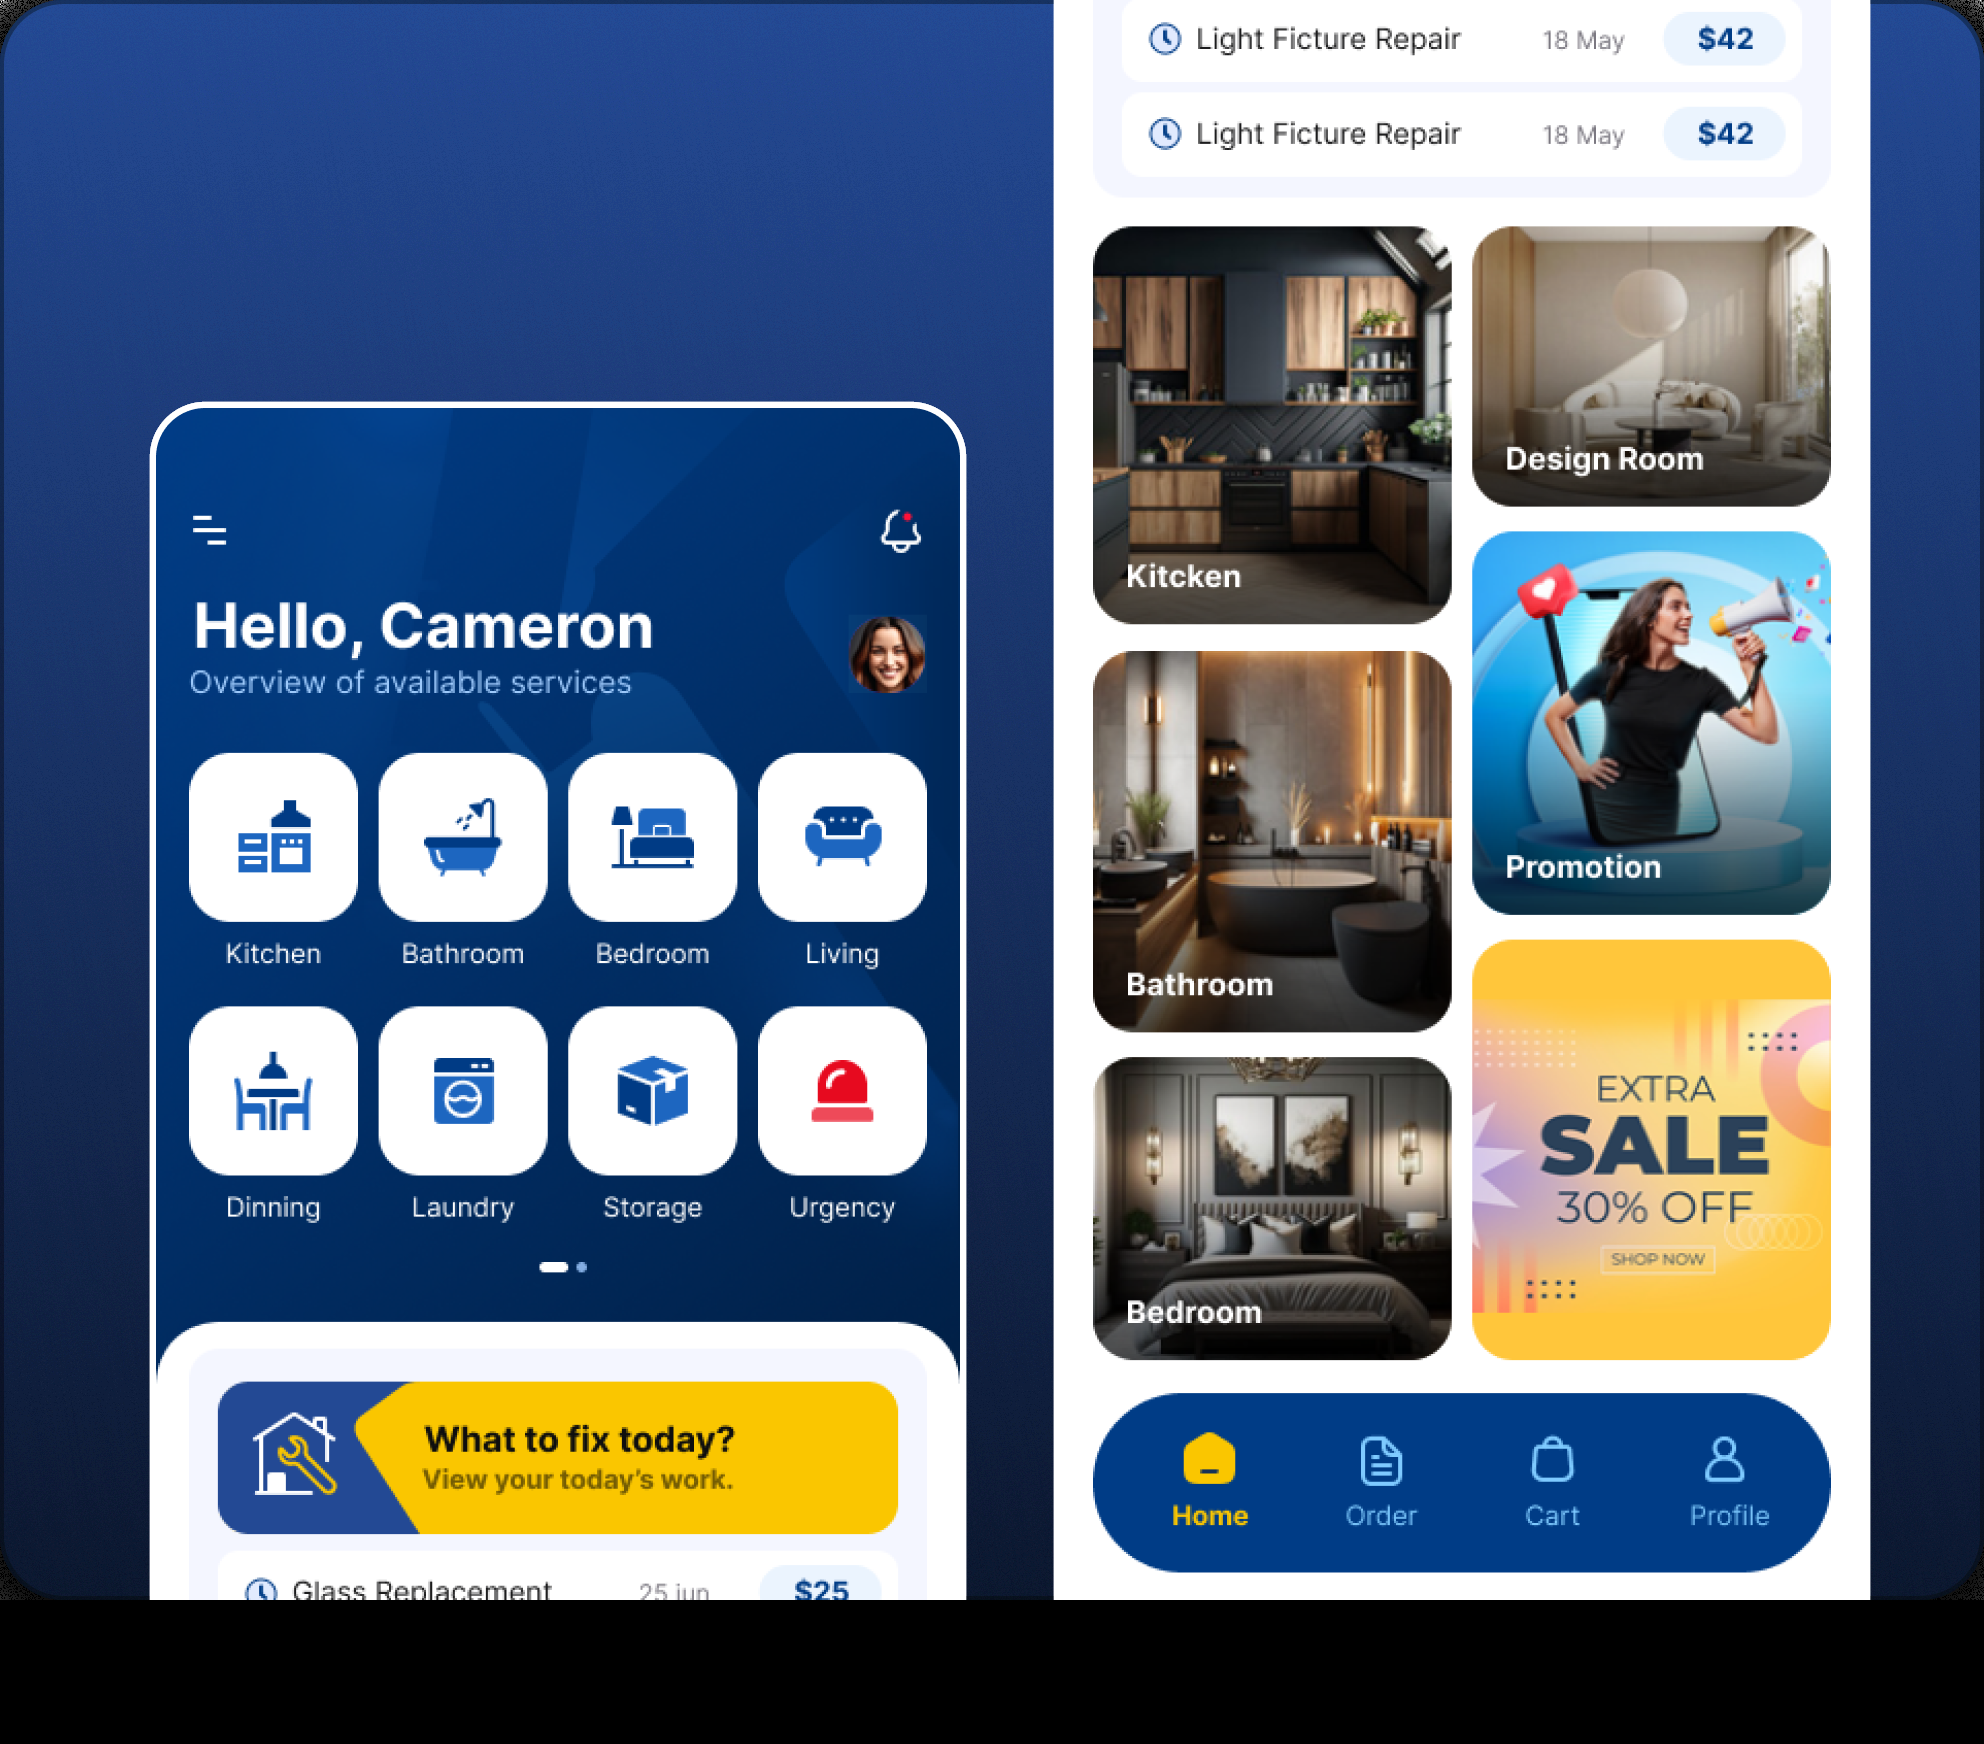 Hello, Cameron
Overview of available services
Kitchen
Bathroom
Bedroom
Living
Dinning
Laundry
Storage
Urgency
What to fix today?
View your today's work.
Glass Replacement 25 jun $25
Light Ficture Repair 18 May $42
Light Ficture Repair 18 May $42
Kitcken
Design Room
Promotion
Bathroom
Bedroom
EXTRA
SALE
30% OFF
SHOP NOW
Home
Order
Cart
Profile